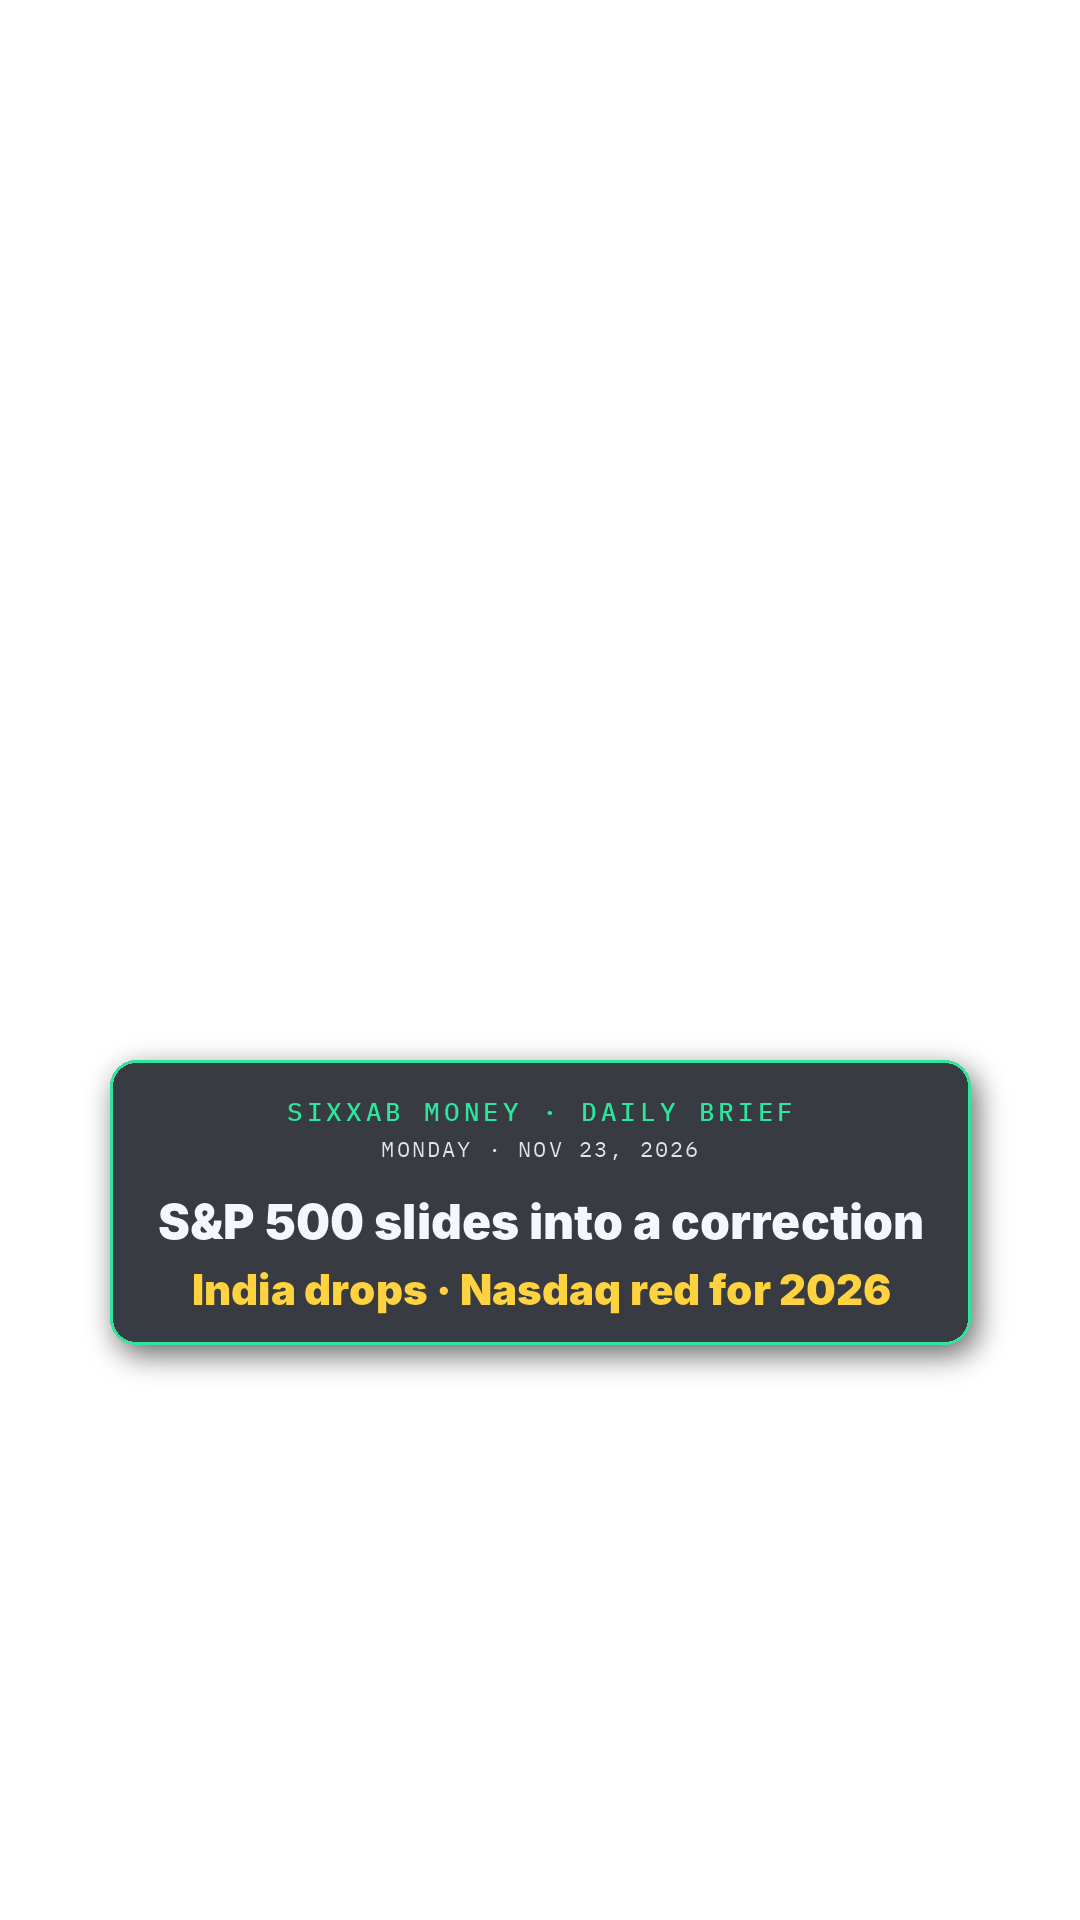 SIXXAB MONEY · DAILY BRIEF
MONDAY · NOV 23, 2026
S&P 500 slides into a correction
India drops · Nasdaq red for 2026